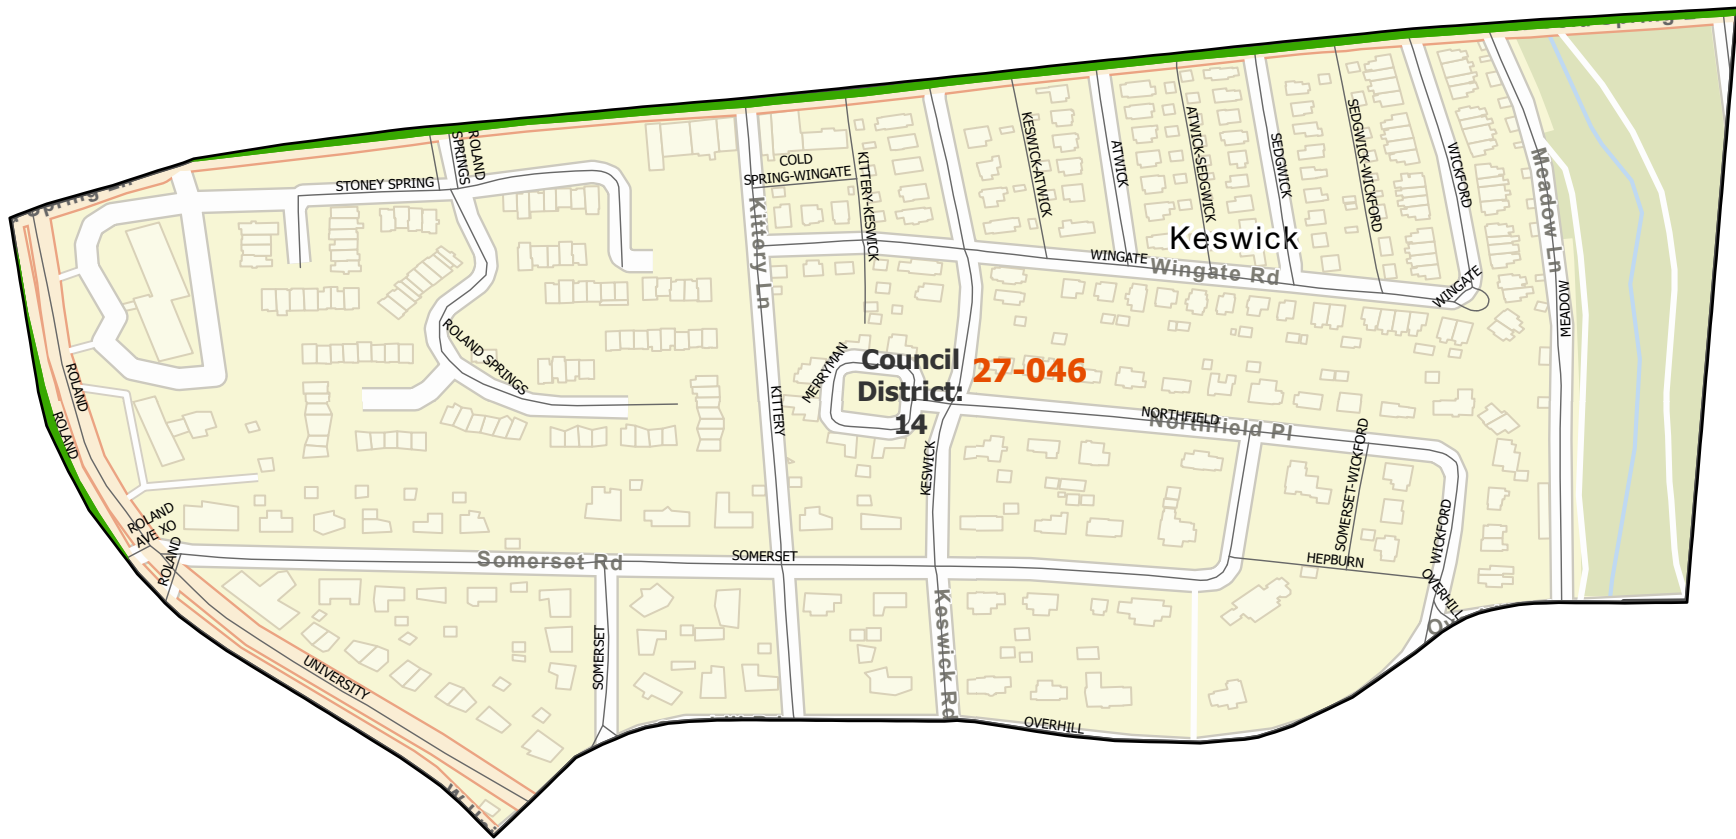 Spring Ln
ROLAND
SPRINGS
STONEY SPRING
COLD
SPRING-WINGATE
KITTERY-KESWICK
KESWICK-ATWICK
ATWICK
ATWICK-SEDGWICK
SEDGWICK
SEDGWICK-WICKFORD
WICKFORD
Meadow Ln
MEADOW
Kittery Ln
Keswick
WINGATE
Wingate Rd
WINGATE
ROLAND SPRINGS
MERRYMAN
Council
District:
14
27-046
KITTERY
KESWICK
NORTHFIELD
Northfield Pl
SOMERSET-WICKFORD
WICKFORD
ROLAND
ROLAND
ROLAND
AVE XO
ROLAND
Somerset Rd
SOMERSET
HEPBURN
OVERHILL
Keswick Rd
SOMERSET
UNIVERSITY
OVERHILL